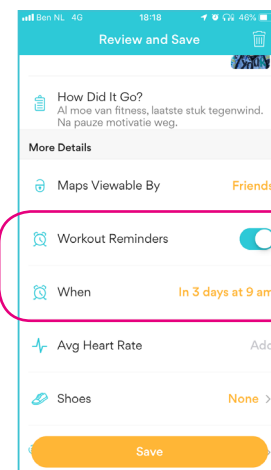 Ben NL 4G 18:18 46%
Review and Save
How Did It Go?
Al moe van fitness, laatste stuk tegenwind.
Na pauze motivatie weg.
More Details
Maps Viewable By Friends
Workout Reminders
When In 3 days at 9 am
Avg Heart Rate Add
Shoes None >
Save